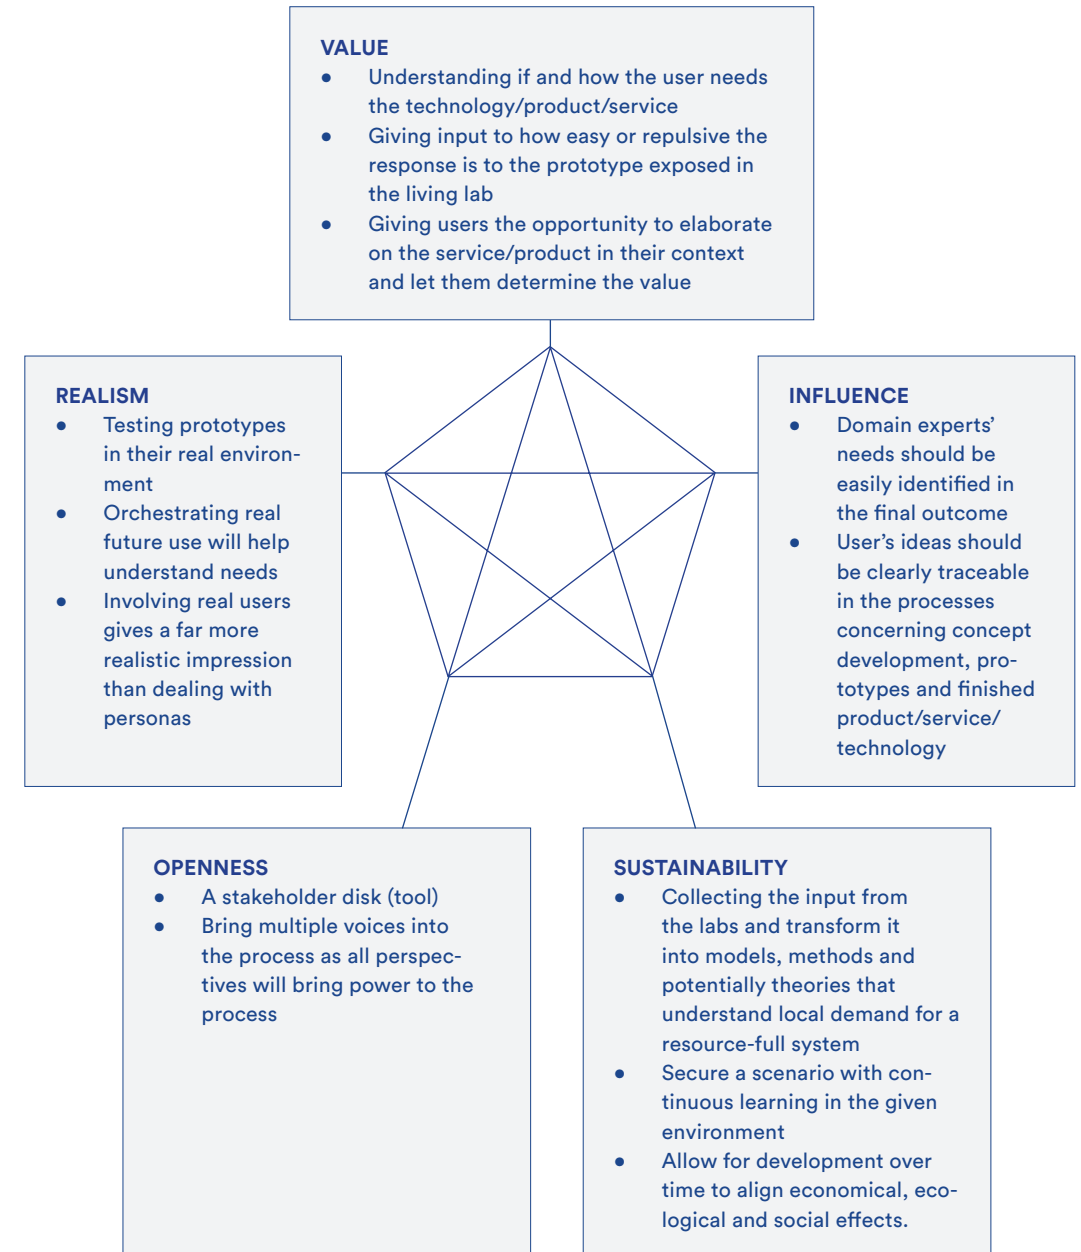 VALUE
● Understanding if and how the user needs
the technology/product/service
● Giving input to how easy or repulsive the
response is to the prototype exposed in
the living lab
● Giving users the opportunity to elaborate
on the service/product in their context
and let them determine the value
REALISM
● Testing prototypes
in their real environ-
ment
● Orchestrating real
future use will help
understand needs
● Involving real users
gives a far more
realistic impression
than dealing with
personas
INFLUENCE
● Domain experts’
needs should be
easily identified in
the final outcome
● User’s ideas should
be clearly traceable
in the processes
concerning concept
development, pro-
totypes and finished
product/service/
technology
OPENNESS
● A stakeholder disk (tool)
● Bring multiple voices into
the process as all perspec-
tives will bring power to the
process
SUSTAINABILITY
● Collecting the input from
the labs and transform it
into models, methods and
potentially theories that
understand local demand for a
resource-full system
● Secure a scenario with con-
tinuous learning in the given
environment
● Allow for development over
time to align economical, eco-
logical and social effects.